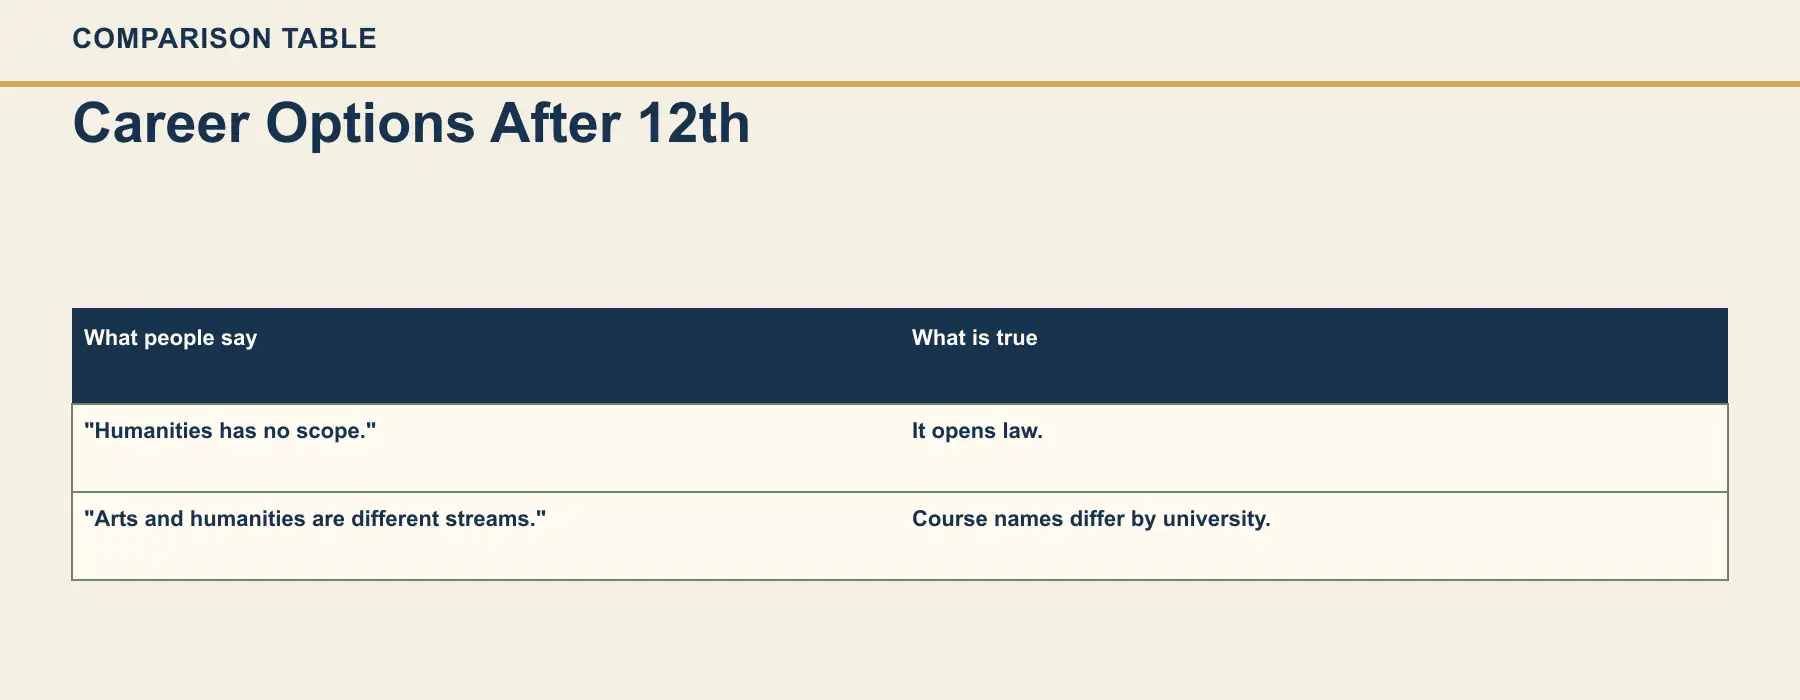 COMPARISON TABLE
Career Options After 12th
What people say
What is true
"Humanities has no scope."
It opens law.
"Arts and humanities are different streams."
Course names differ by university.